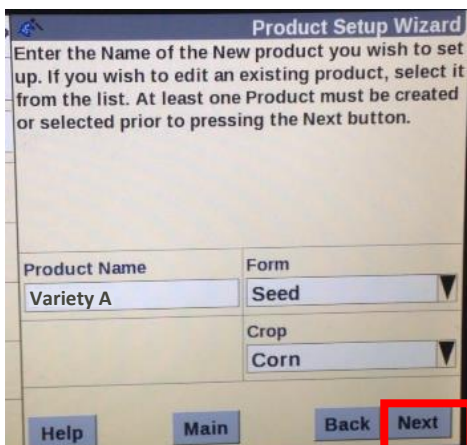 Product Setup Wizard
Enter the Name of the New product you wish to set
up. If you wish to edit an existing product, select it
from the list. At least one Product must be created
or selected prior to pressing the Next button.
Product Name
Form
Variety A
Seed
Crop
Corn
Help
Main
Back
Next